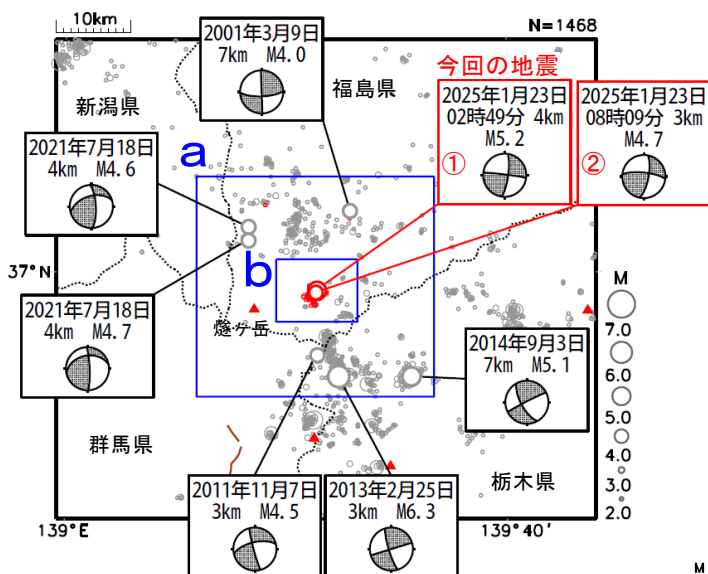 10km
N=1468
2001年3月9日
7km M4.0
福島県
新潟県
今回の地震
2025年1月23日
02時49分 4km
M5.2
①
2025年1月23日
08時09分 3km
M4.7
②
2021年7月18日
4km M4.6
a
b
37°N
燧ヶ岳
2021年7月18日
4km M4.7
2014年9月3日
7km M5.1
群馬県
栃木県
2011年11月7日
3km M4.5
2013年2月25日
3km M6.3
139°E
139°40'
M
7.0
6.0
5.0
4.0
3.0
2.0
M